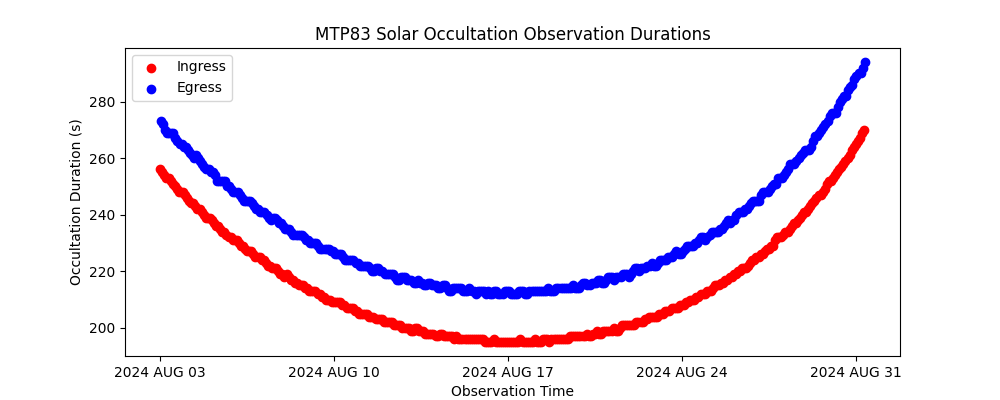 MTP83 Solar Occultation Observation Durations
Ingress
Egress
Occultation Duration (s)
280
260
240
220
200
2024 AUG 03
2024 AUG 10
2024 AUG 17
2024 AUG 24
2024 AUG 31
Observation Time